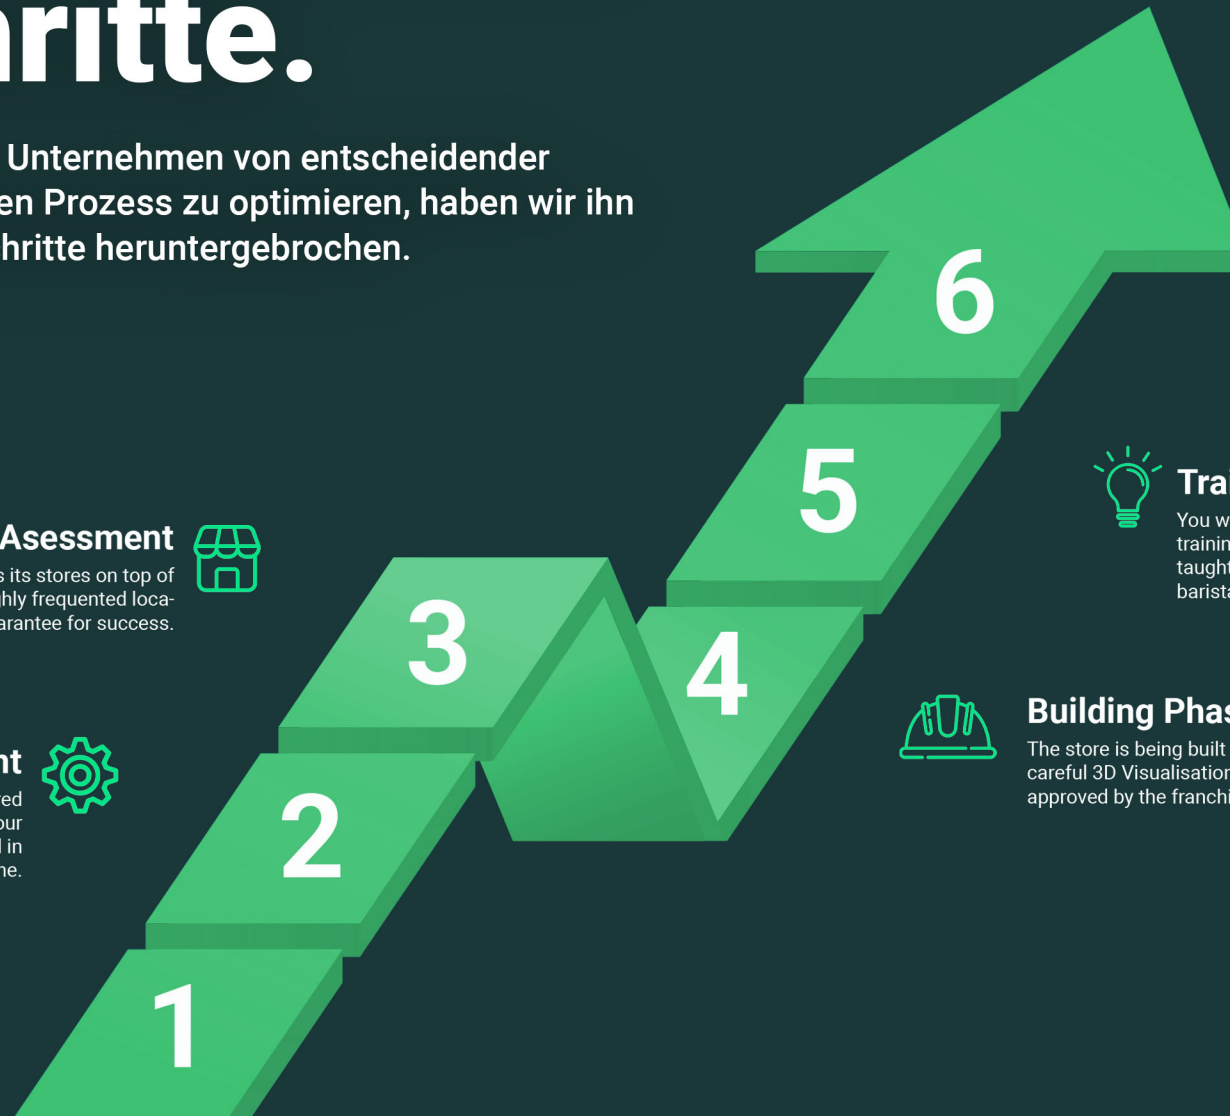 hritte.
Unternehmen von entscheidender
en Prozess zu optimieren, haben wir ihn
hritte heruntergebrochen.
6
5
Trai
You w
trainin
taught
barista
Asessment
s its stores on top of
hly frequented loca-
arantee for success.
3
4
Building Phas
The store is being built
careful 3D Visualisation
approved by the franchi
nt
ed
our
l in
ne.
2
1